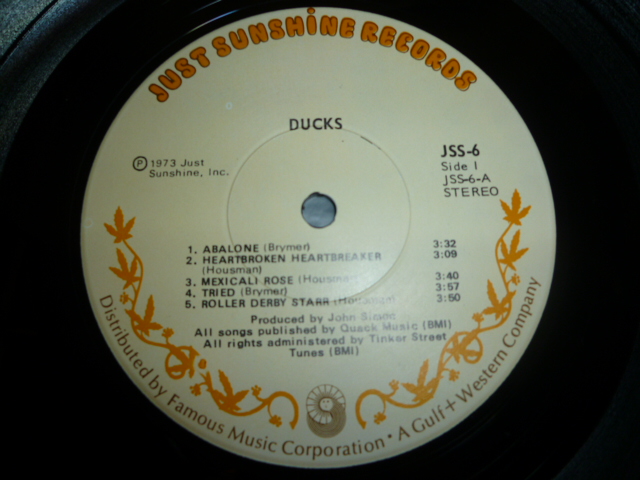 JUST SUNSHINE RECORDS
DUCKS
Ⓟ 1973 Just
Sunshine, Inc.
JSS-6
Side I
JSS-6-A
STEREO
1. ABALONE (Brymer) 3:32
2. HEARTBROKEN HEARTBREAKER 3:09
(Housman)
3. MEXICALI ROSE (Housman) 3:40
4. TRIED (Brymer) 3:57
5. ROLLER DERBY STARR (Housman) 3:50
Produced by John
All songs published by Quack Music (BMI)
All rights administered by Tinker Street
Tunes (BMI)
Distributed by Famous Music Corporation • A Gulf + Western Company